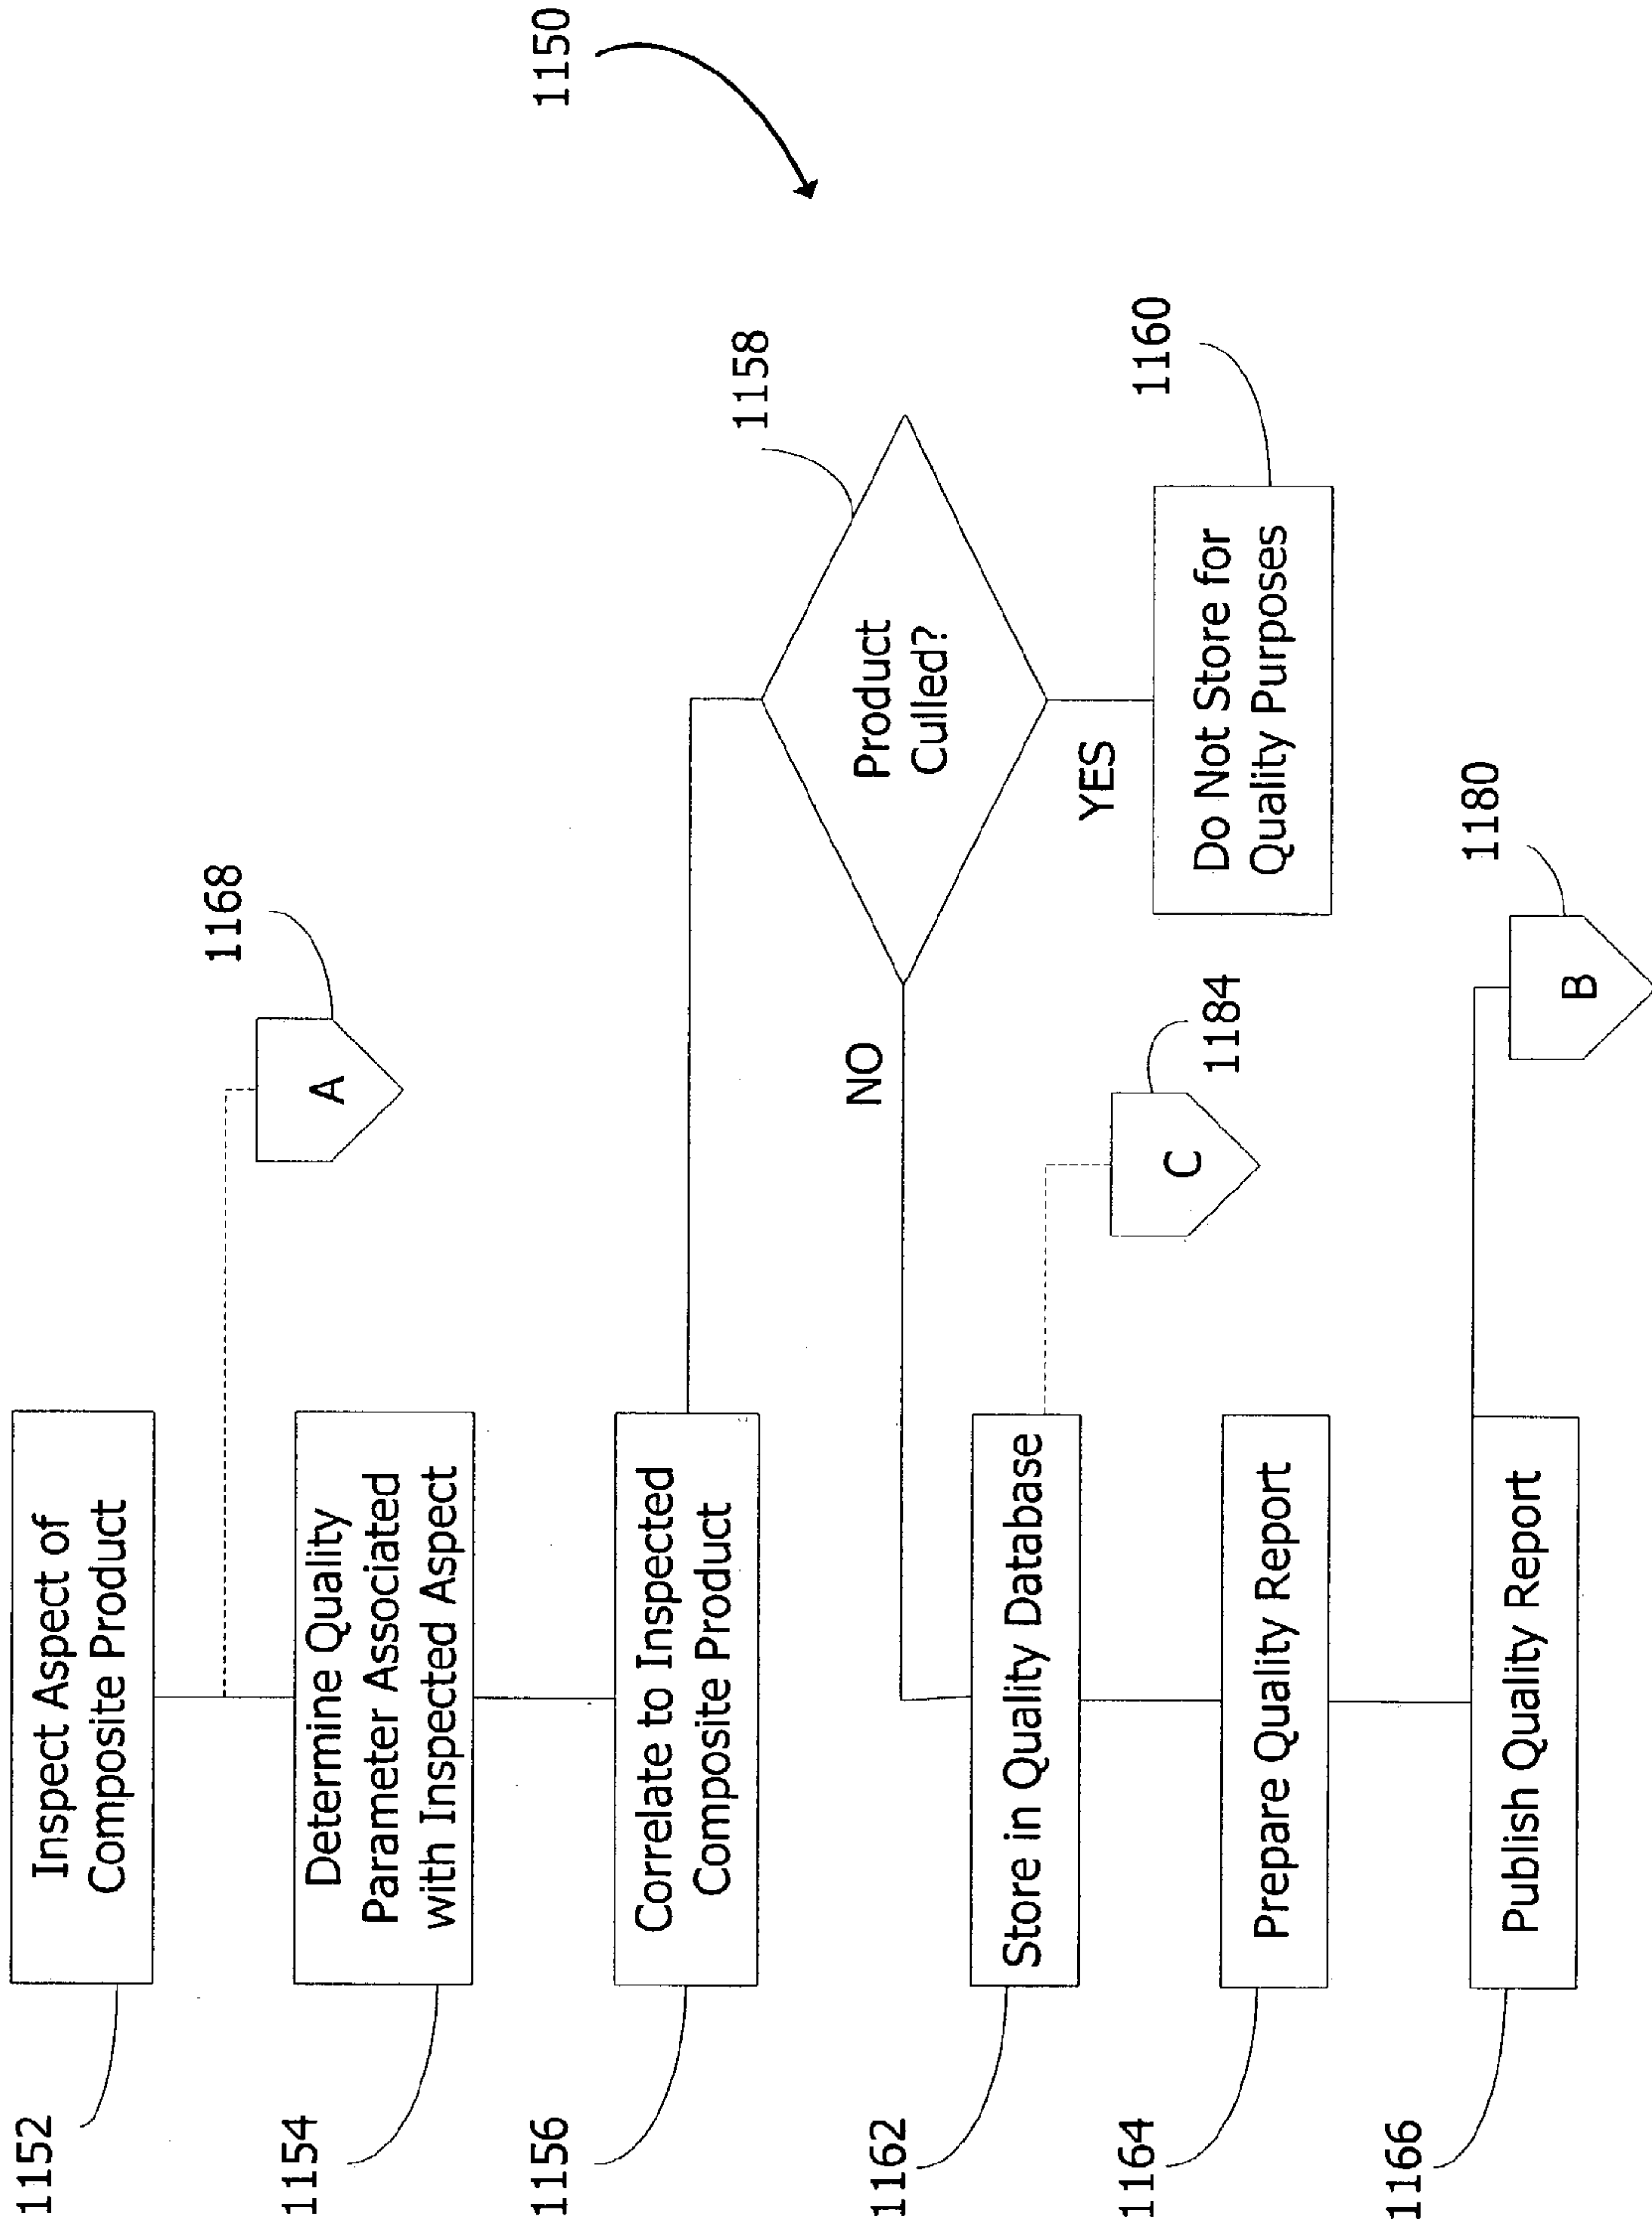 1150
1152
Inspect Aspect of
Composite Product
1168
A
1154
Determine Quality
Parameter Associated
with Inspected Aspect
1156
Correlate to Inspected
Composite Product
1158
Product
Culled?
NO
YES
1160
Do Not Store for
Quality Purposes
1162
Store in Quality Database
C
1184
1164
Prepare Quality Report
1166
Publish Quality Report
1180
B